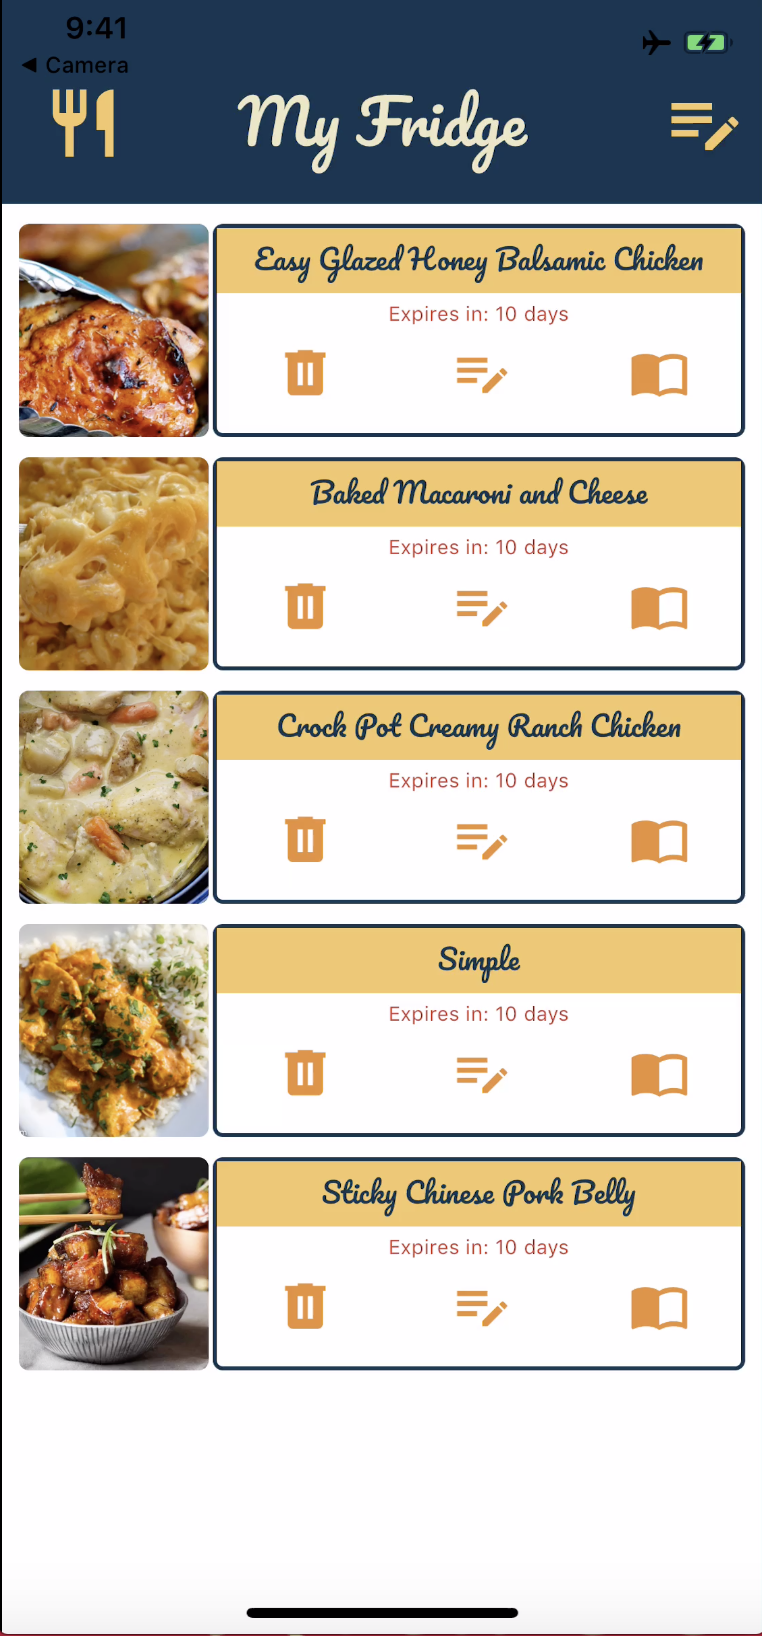 9:41
◀ Camera
My Fridge
Easy Glazed Honey Balsamic Chicken
Expires in: 10 days
Baked Macaroni and Cheese
Expires in: 10 days
Crock Pot Creamy Ranch Chicken
Expires in: 10 days
Simple
Expires in: 10 days
Sticky Chinese Pork Belly
Expires in: 10 days